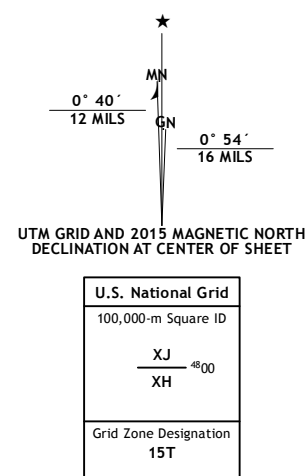 MN
0° 40´
12 MILS
GN
0° 54´
16 MILS
UTM GRID AND 2015 MAGNETIC NORTH
DECLINATION AT CENTER OF SHEET
U.S. National Grid
100,000-m Square ID
XJ
4800
XH
Grid Zone Designation
15T